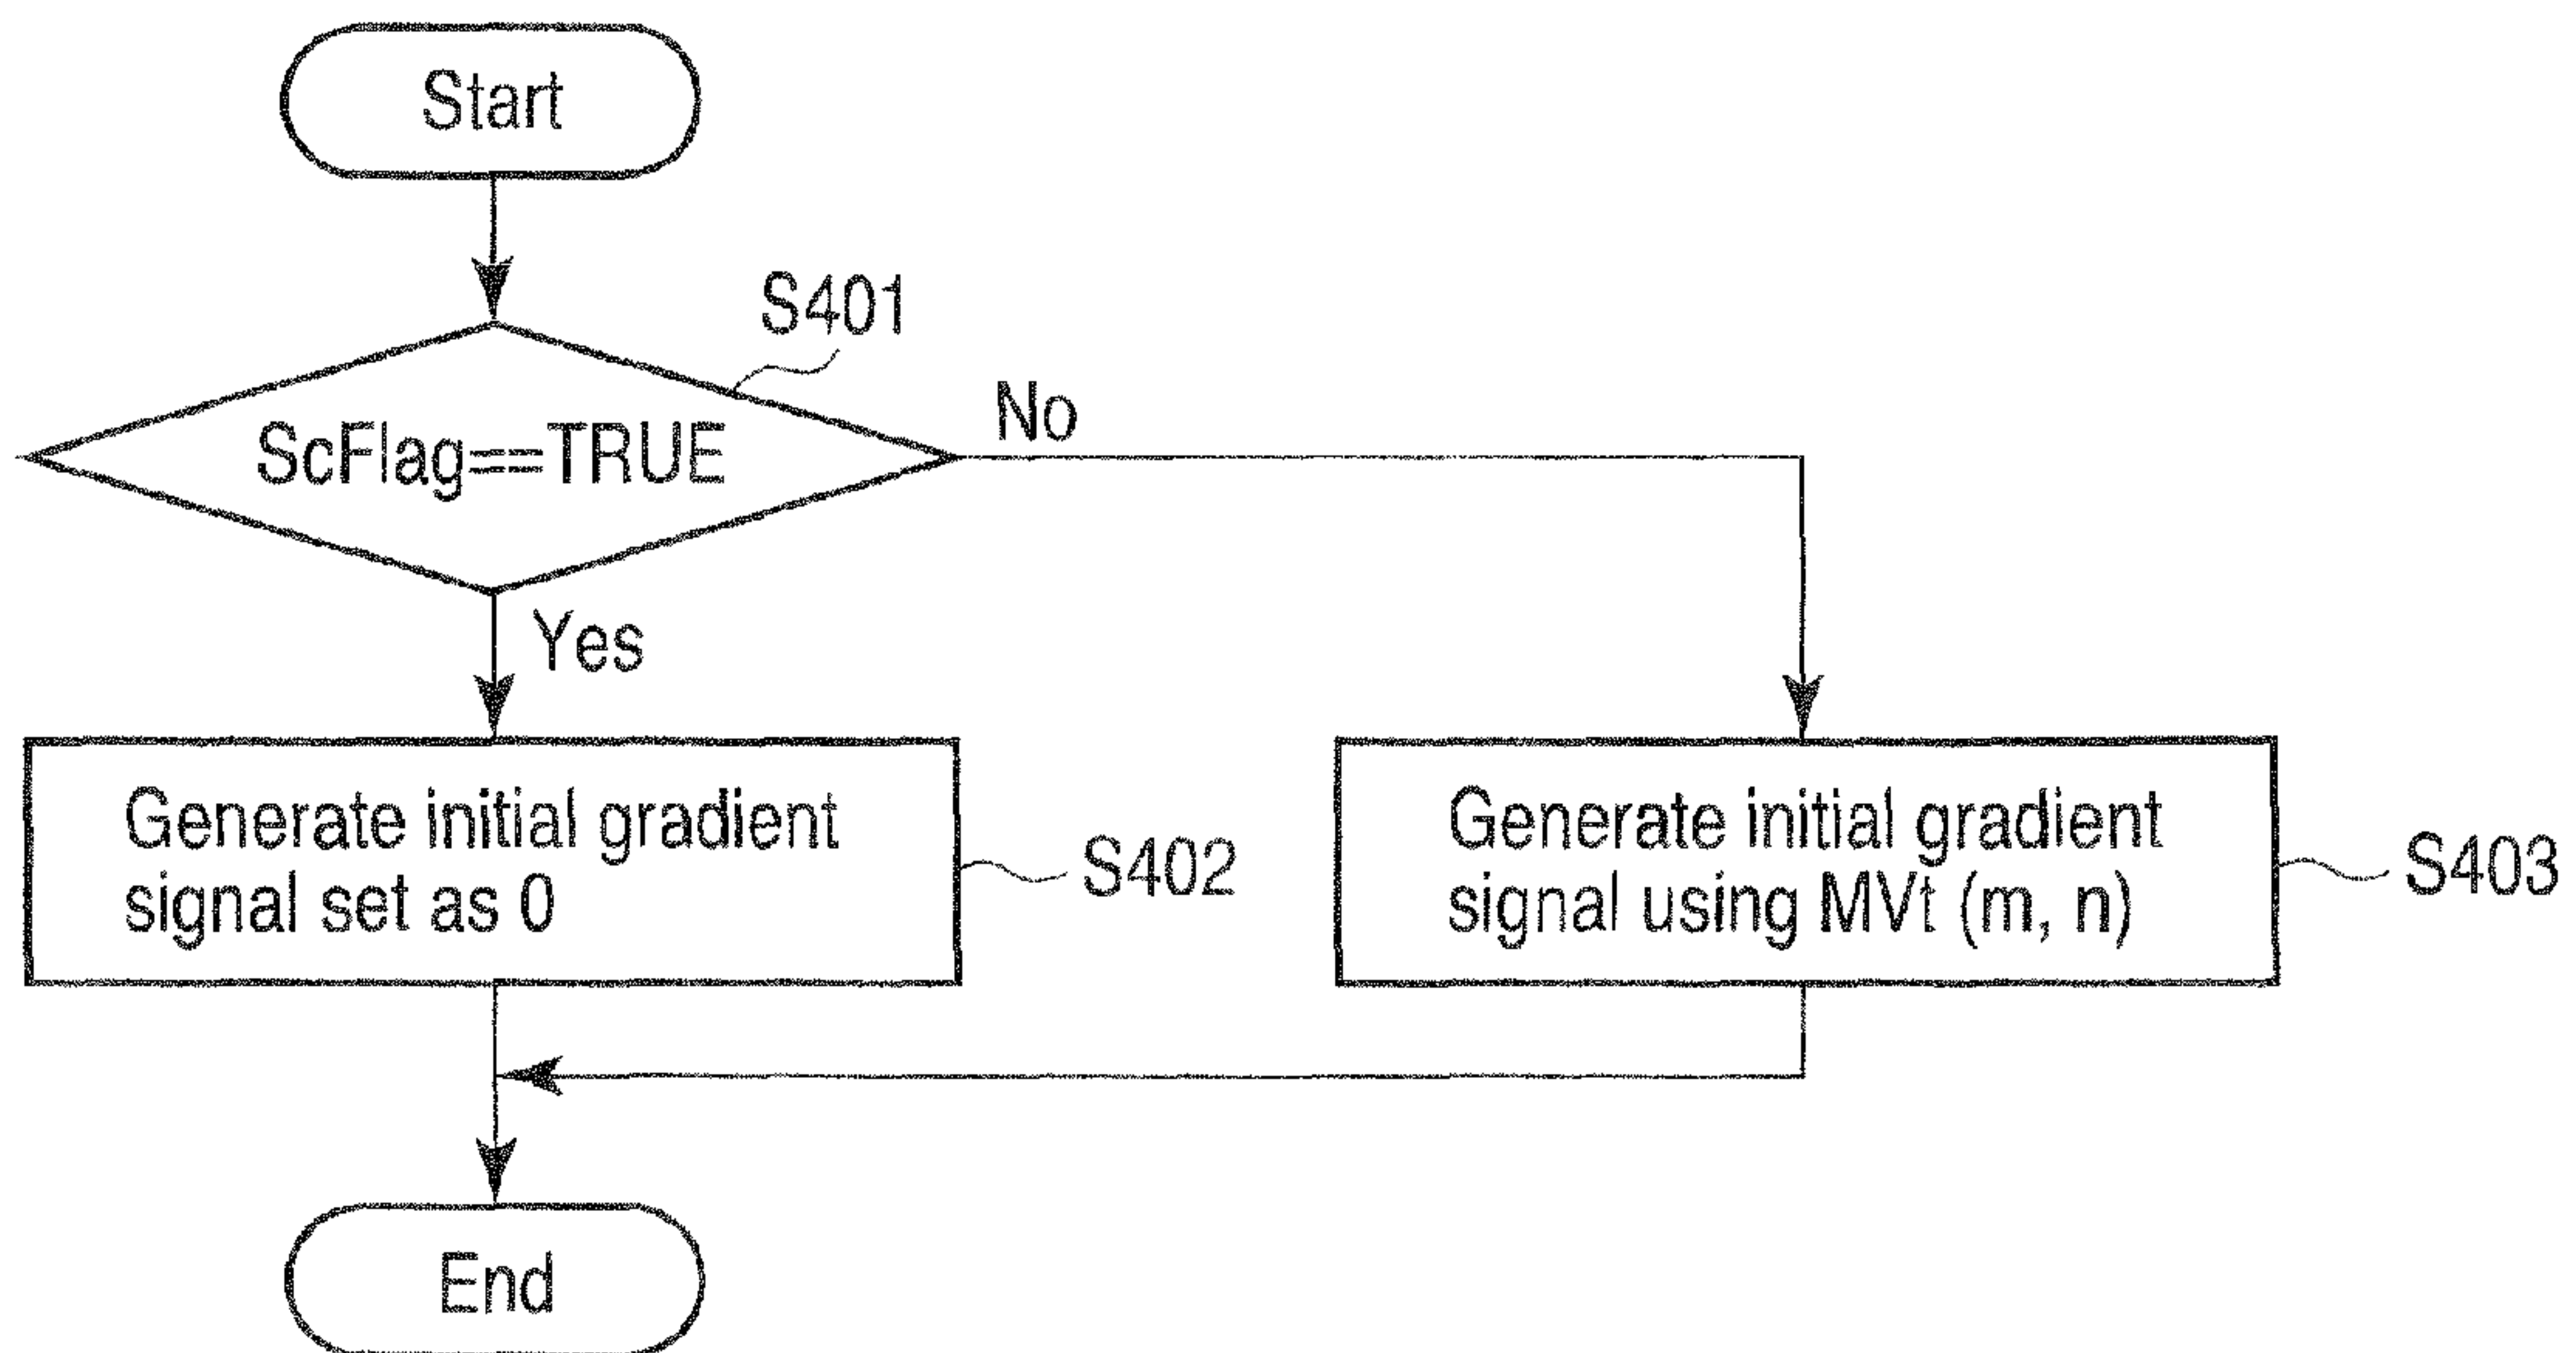 Start
S401
ScFlag==TRUE
No
Yes
Generate initial gradient
signal set as 0
S402
Generate initial gradient
signal using MVt (m, n)
S403
End